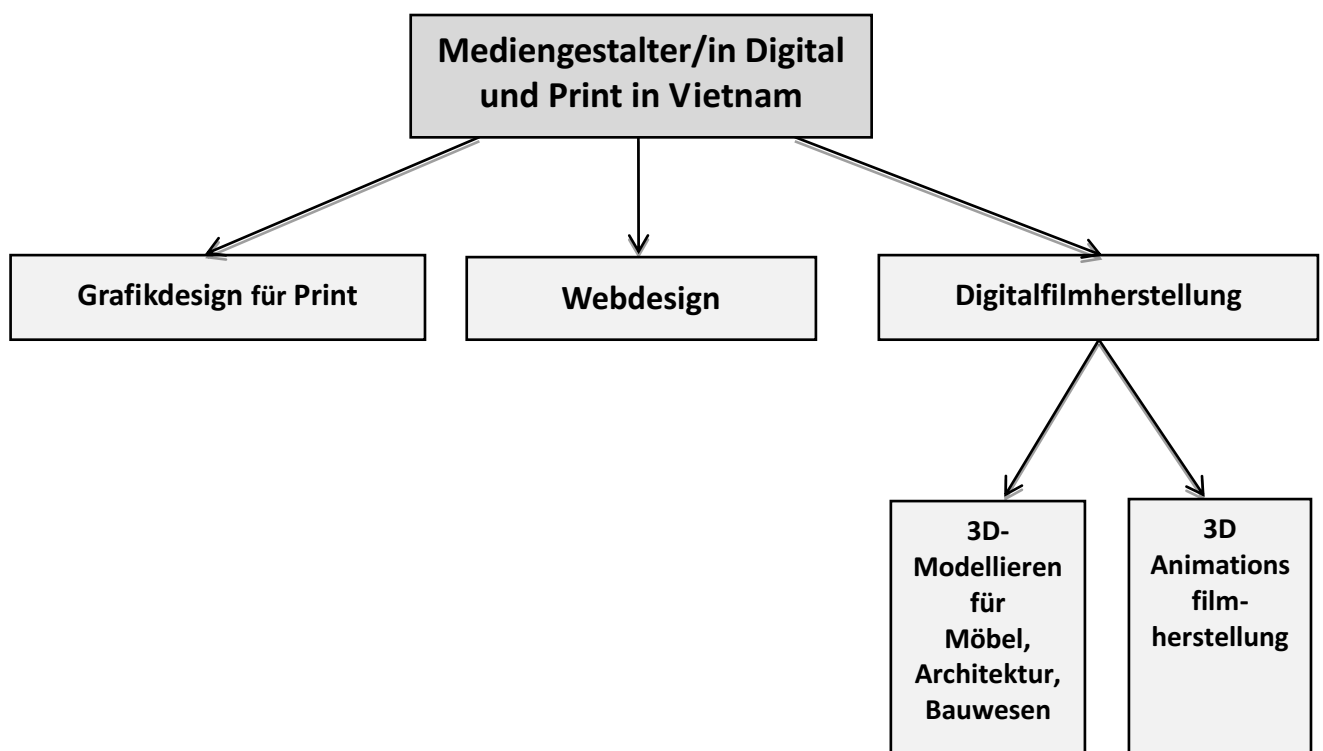 Mediengestalter/in Digital
und Print in Vietnam
Grafikdesign für Print
Webdesign
Digitalfilmherstellung
3D-
Modellieren
für
Möbel,
Architektur,
Bauwesen
3D
Animations
film-
herstellung